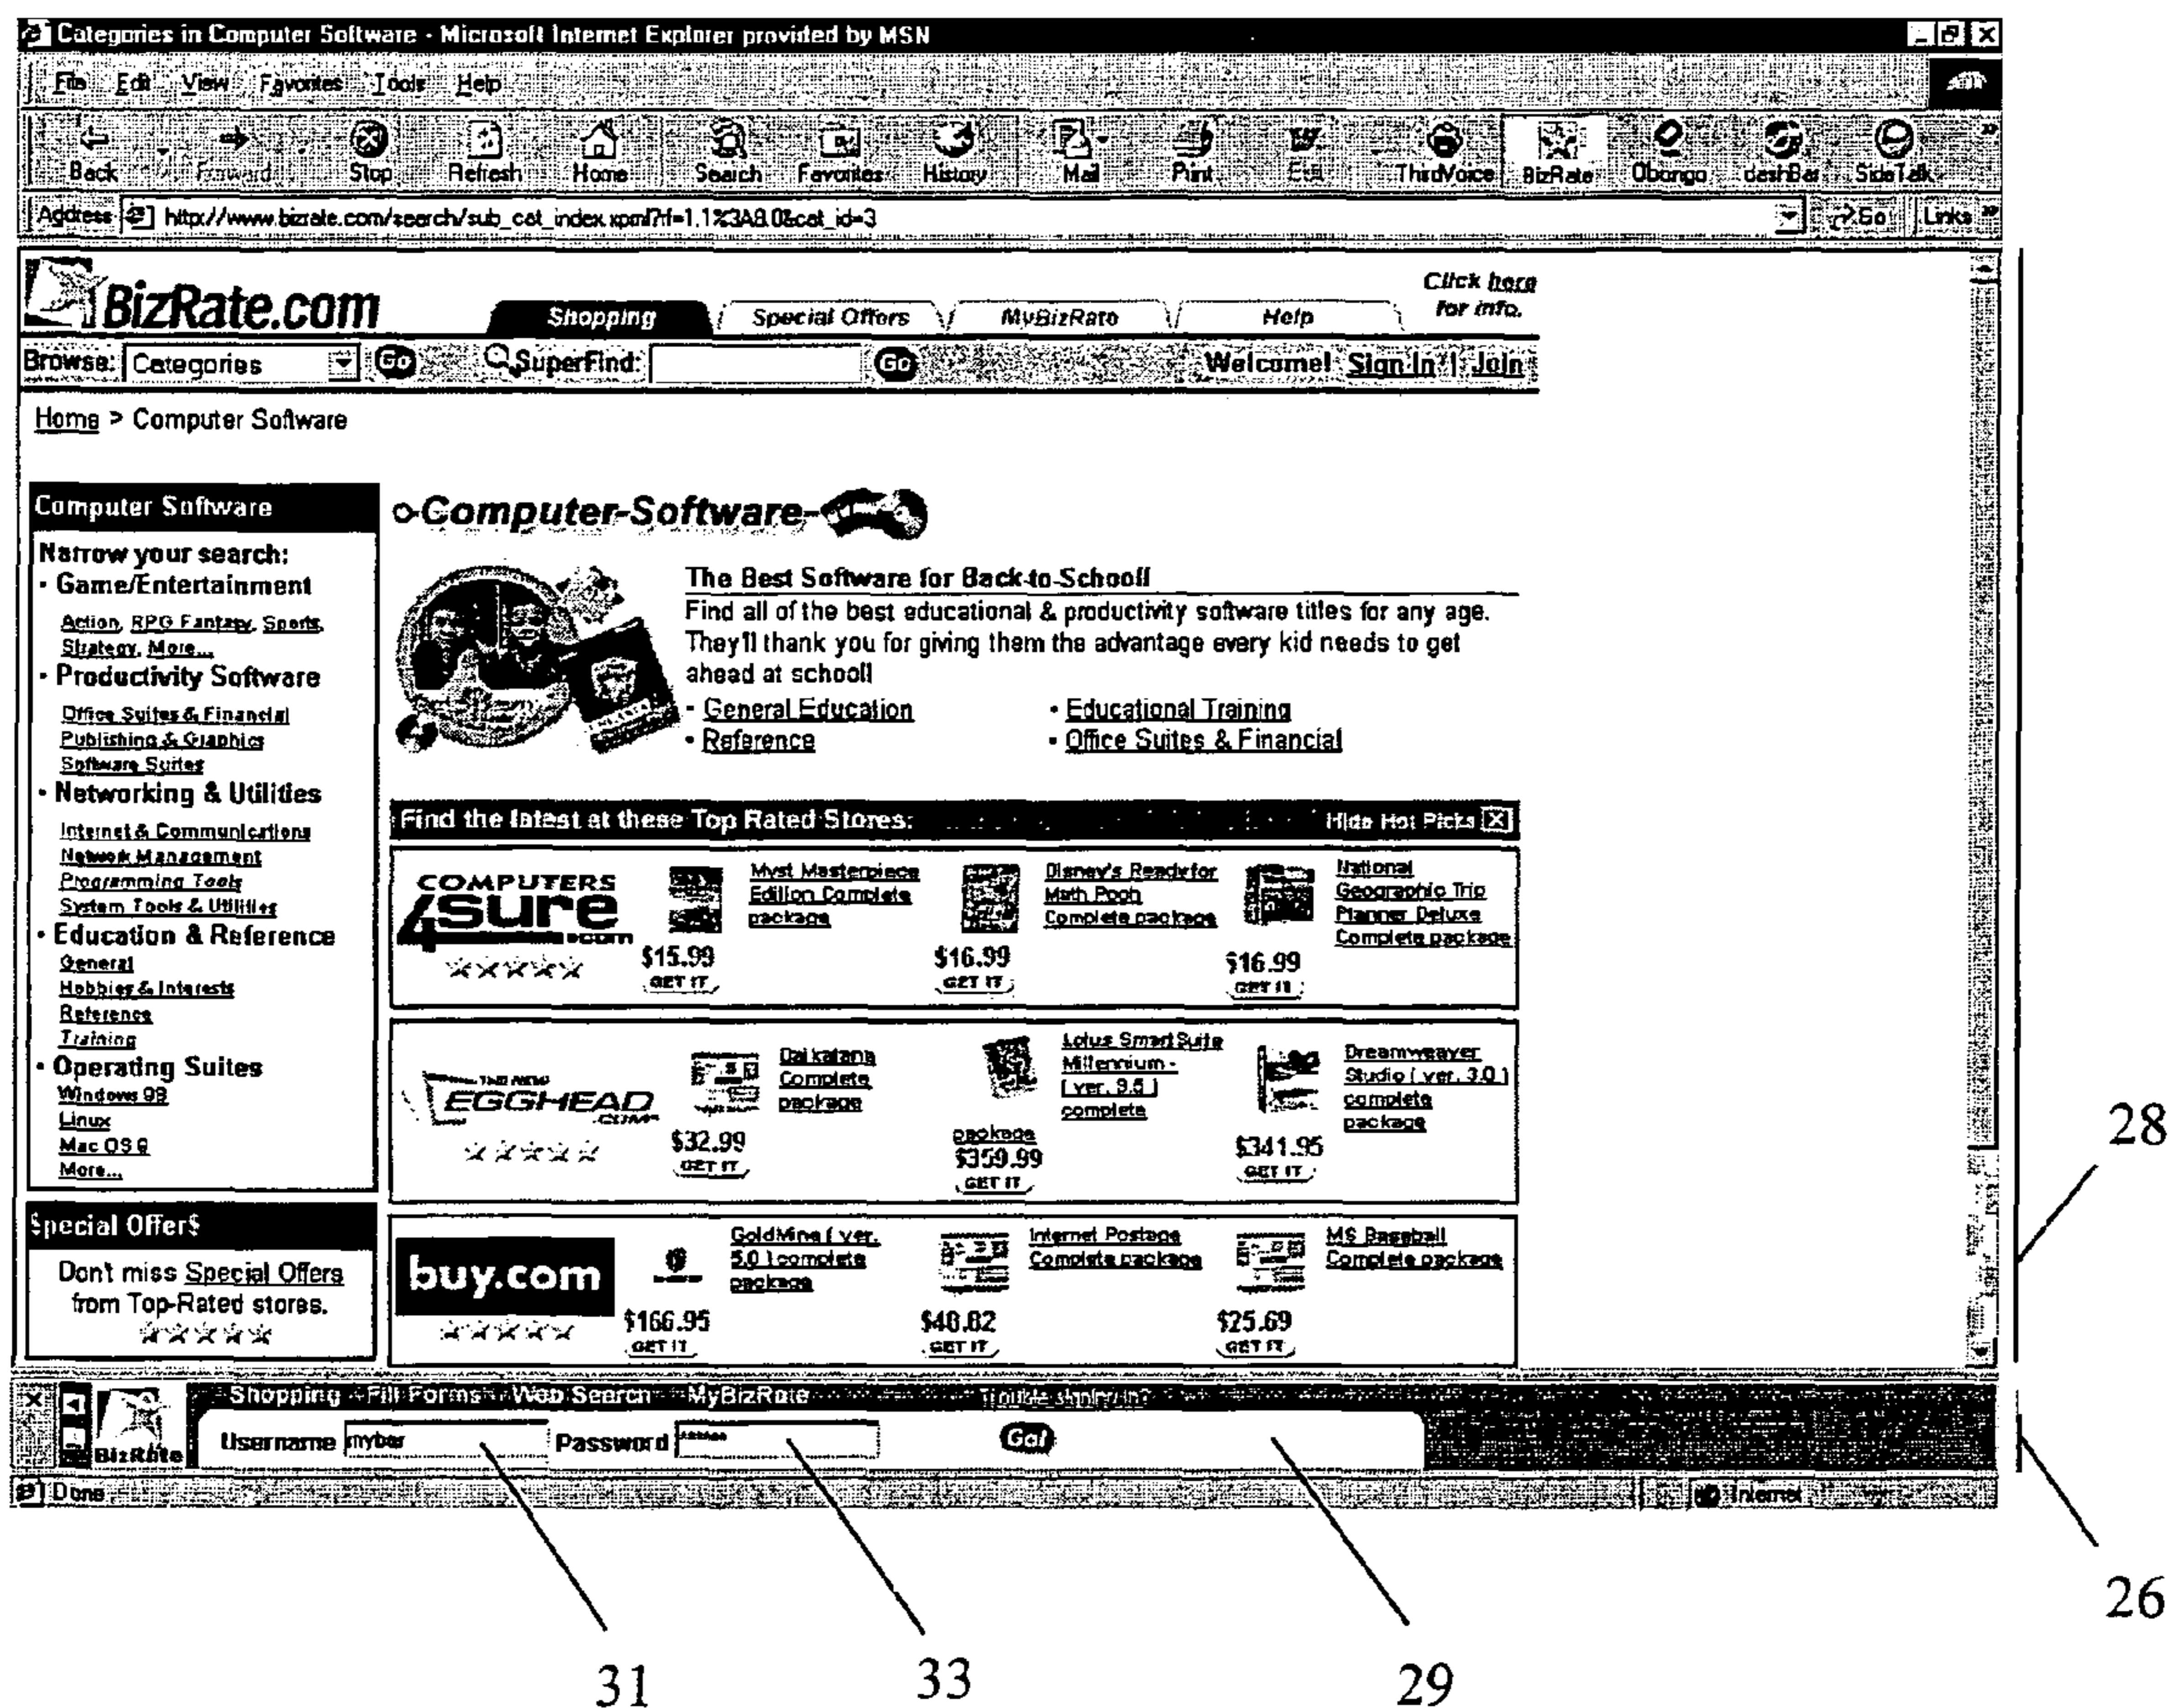 Categories in Computer Software - Microsoft Internet Explorer provided by MSN
File Edit View Favorites Tools Help
Back Forward Stop Refresh Home Search Favorites History Mail Print Edit ThirdVoice BizRate Obongo dashBar SideTalk
Address http://www.bizrate.com/search/sub_cat_index.xpml?rf=1,1%3A8.0&cat_id=3 Go Links
BizRate.com
Shopping Special Offers MyBizRate Help
Click here
for info.
Browse: Categories Go SuperFind: Go Welcome! Sign-In | Join
Home > Computer Software
Computer Software
Narrow your search:
· Game/Entertainment
Action, RPG Fantasy, Sports,
Strategy, More...
· Productivity Software
Office Suites & Financial
Publishing & Graphics
Software Suites
· Networking & Utilities
Internet & Communications
Network Management
Programming Tools
System Tools & Utilities
· Education & Reference
General
Hobbies & Interests
Reference
Training
· Operating Suites
Windows 98
Linux
Mac OS 9
More...
$pecial Offer$
Don't miss Special Offers
from Top-Rated stores.
Computer-Software
The Best Software for Back-to-School!
Find all of the best educational & productivity software titles for any age.
They'll thank you for giving them the advantage every kid needs to get
ahead at school!
· General Education · Educational Training
· Reference · Office Suites & Financial
Find the latest at these Top Rated Stores: Hide Hot Picks X
COMPUTERS
4sure
.com
Myst Masterpiece
Edition Complete
package
$15.99
GET IT
Disney's Ready for
Math Pooh
Complete package
$16.99
GET IT
National
Geographic Trip
Planner Deluxe
Complete package
$16.99
GET IT
THE NEW
EGGHEAD
.COM
Daikatana
Complete
package
$32.99
GET IT
Lotus SmartSuite
Millennium -
( ver. 9.5 )
complete
package
$359.99
GET IT
Dreamweaver
Studio ( ver. 3.0 )
complete
package
$341.95
GET IT
buy.com
GoldMine ( ver.
5.0 ) complete
package
$166.95
GET IT
Internet Postage
Complete package
$48.82
GET IT
MS Baseball
Complete package
$25.69
GET IT
BizRate
Shopping Fill Forms Web Search MyBizRate Trouble signing in?
Username mybar Password ****** Go!
Done Internet
28
26
31
33
29